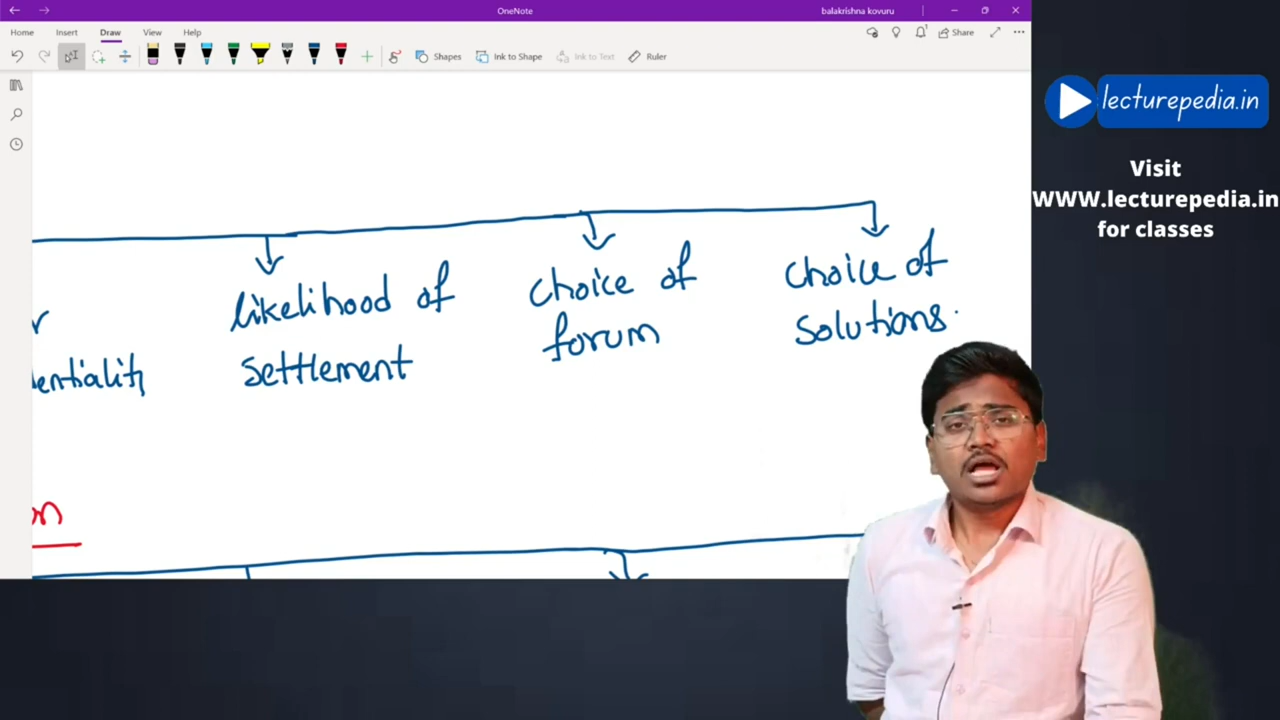 OneNote
balakrishna kovuru
Home Insert Draw View Help
Share
Shapes Ink to Shape Ink to Text Ruler
lecturepedia.in
Visit
WWW.lecturepedia.in
for classes
likelihood of
settlement
choice of
forum
choice of
solutions.